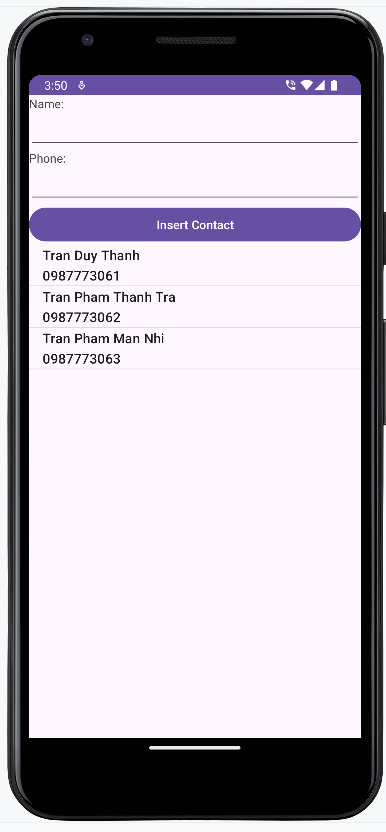 3:50
Name:
Phone:
Insert Contact
Tran Duy Thanh
0987773061
Tran Pham Thanh Tra
0987773062
Tran Pham Man Nhi
0987773063